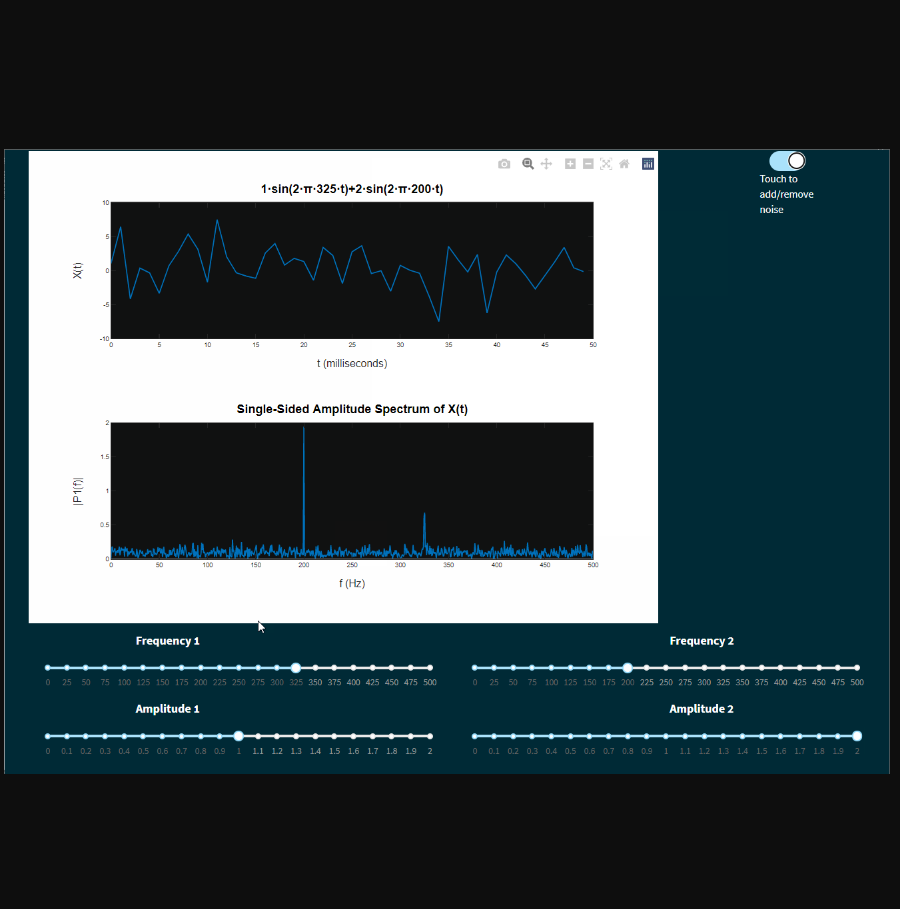 Touch to
add/remove
noise
1·sin(2·π·325·t)+2·sin(2·π·200·t)
10
5
0
-5
-10
X(t)
0 5 10 15 20 25 30 35 40 45 50
t (milliseconds)
Single-Sided Amplitude Spectrum of X(t)
2
1.5
1
0.5
0
|P1(f)|
0 50 100 150 200 250 300 350 400 450 500
f (Hz)
Frequency 1
0 25 50 75 100 125 150 175 200 225 250 275 300 325 350 375 400 425 450 475 500
Frequency 2
0 25 50 75 100 125 150 175 200 225 250 275 300 325 350 375 400 425 450 475 500
Amplitude 1
0 0.1 0.2 0.3 0.4 0.5 0.6 0.7 0.8 0.9 1 1.1 1.2 1.3 1.4 1.5 1.6 1.7 1.8 1.9 2
Amplitude 2
0 0.1 0.2 0.3 0.4 0.5 0.6 0.7 0.8 0.9 1 1.1 1.2 1.3 1.4 1.5 1.6 1.7 1.8 1.9 2